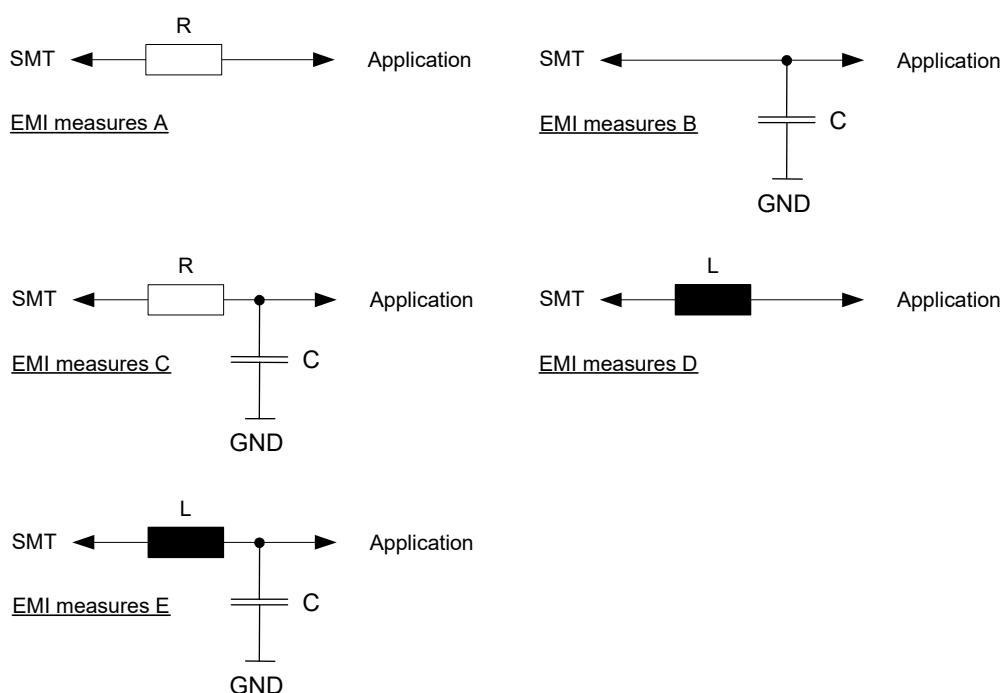 R
SMT Application
EMI measures A
SMT Application
EMI measures B
C
GND
R
SMT Application
EMI measures C
C
GND
L
SMT Application
EMI measures D
L
SMT Application
EMI measures E
C
GND